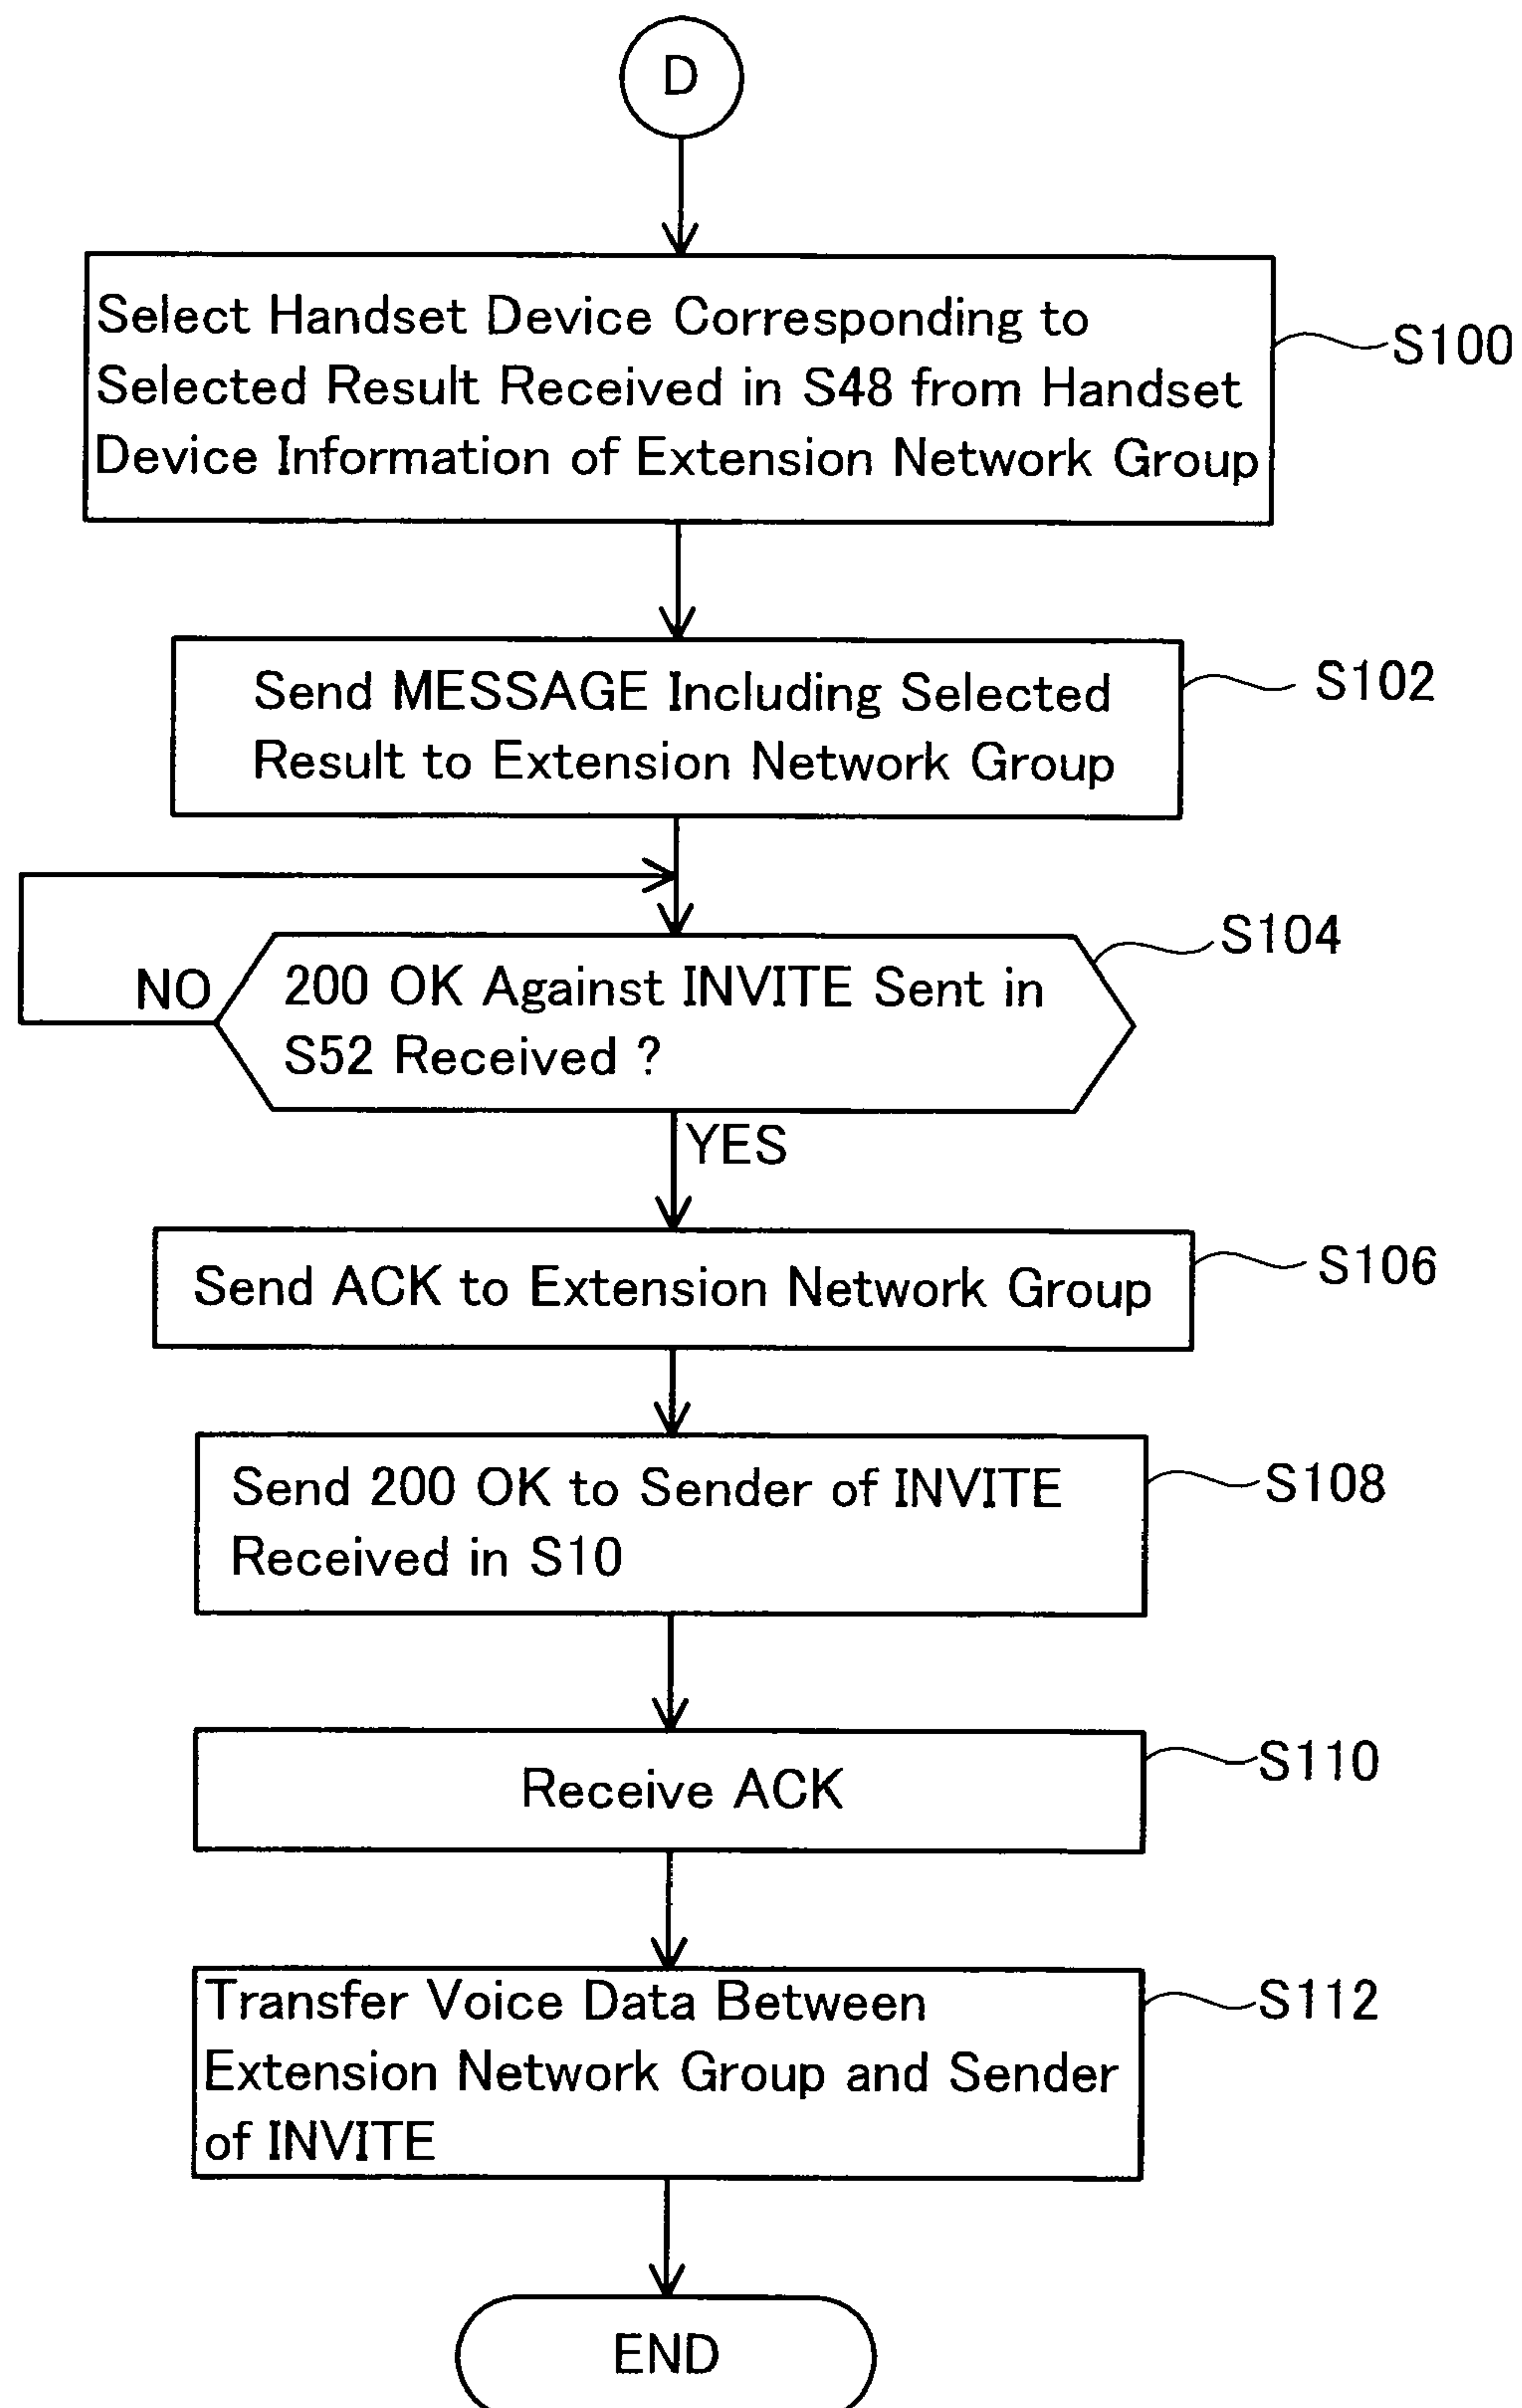 D
Select Handset Device Corresponding to
Selected Result Received in S48 from Handset
Device Information of Extension Network Group
S100
Send MESSAGE Including Selected
Result to Extension Network Group
S102
200 OK Against INVITE Sent in
S52 Received ?
S104
NO
YES
Send ACK to Extension Network Group
S106
Send 200 OK to Sender of INVITE
Received in S10
S108
Receive ACK
S110
Transfer Voice Data Between
Extension Network Group and Sender
of INVITE
S112
END